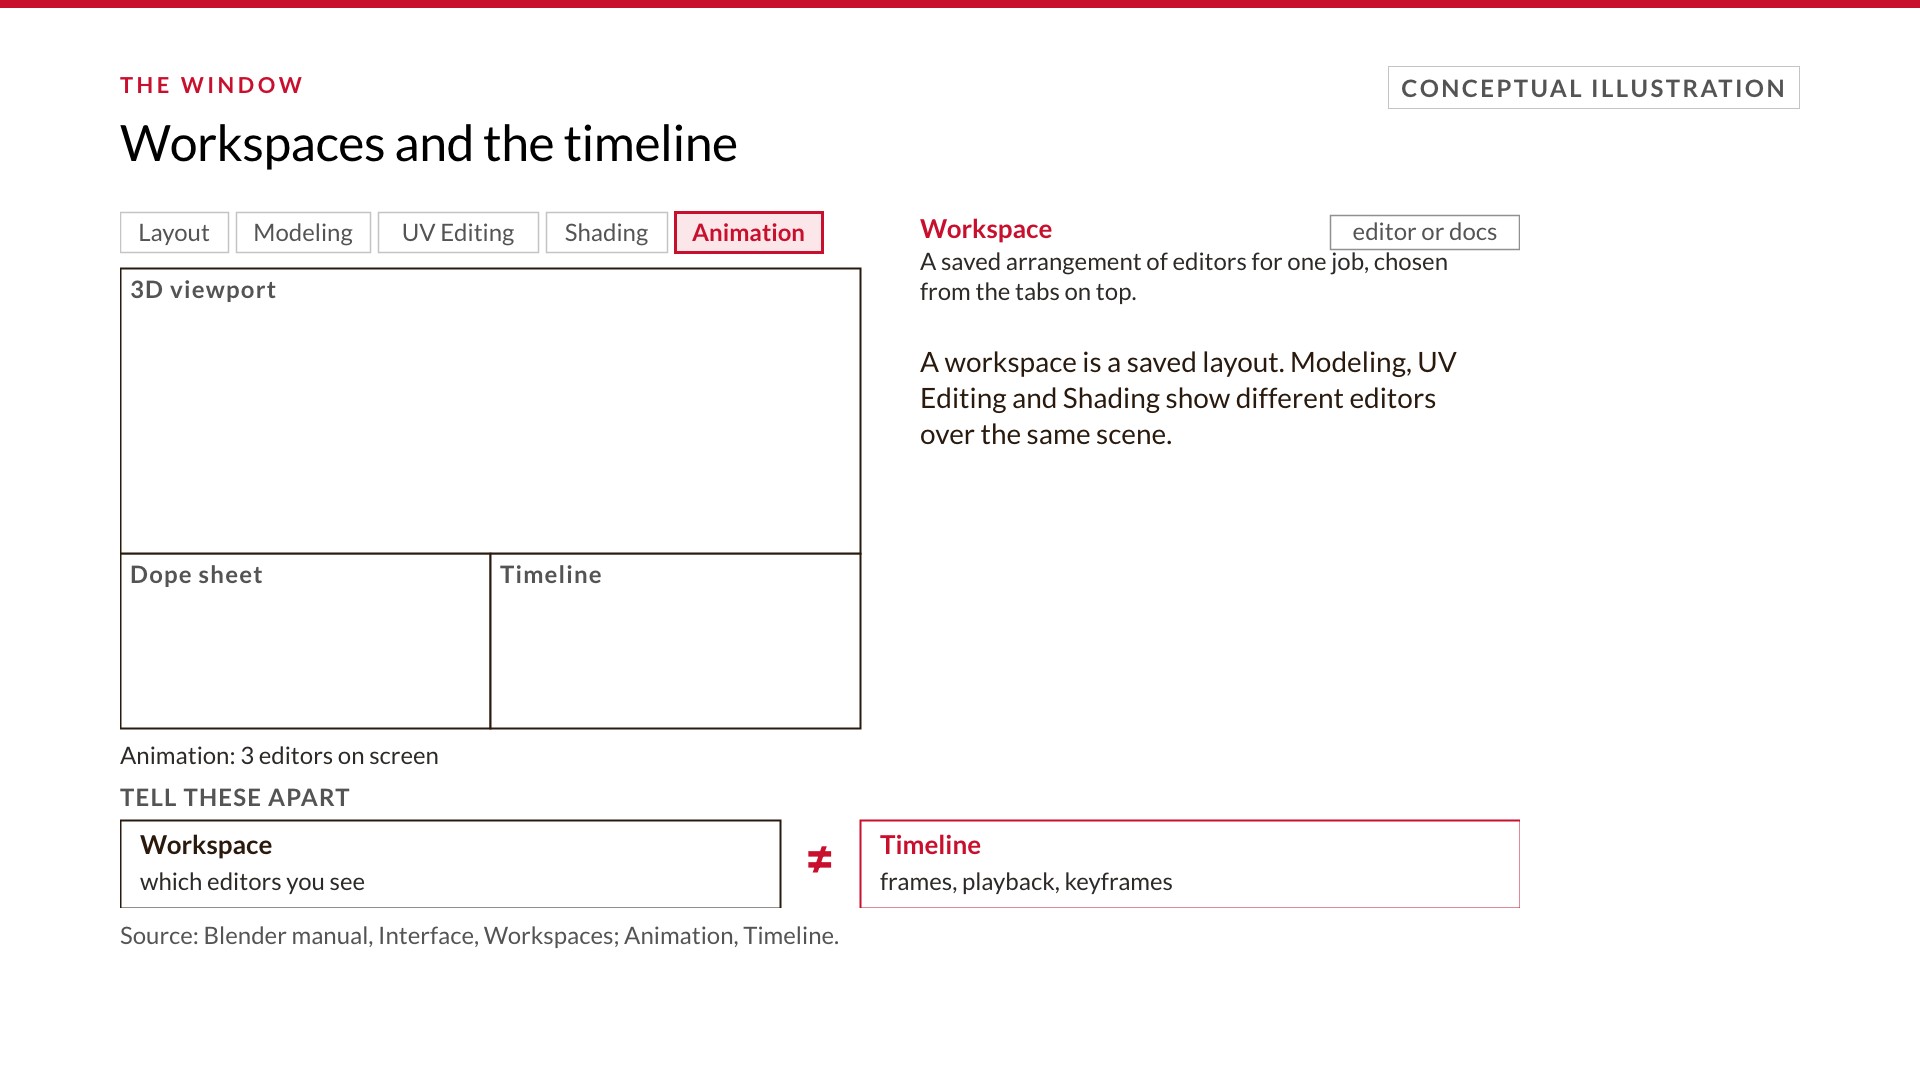 THE WINDOW
CONCEPTUAL ILLUSTRATION
Workspaces and the timeline
Layout
Modeling
UV Editing
Shading
Animation
3D viewport
Dope sheet
Timeline
Animation: 3 editors on screen
Workspace
editor or docs
A saved arrangement of editors for one job, chosen
from the tabs on top.
A workspace is a saved layout. Modeling, UV
Editing and Shading show different editors
over the same scene.
TELL THESE APART
Workspace
which editors you see
≠
Timeline
frames, playback, keyframes
Source: Blender manual, Interface, Workspaces; Animation, Timeline.